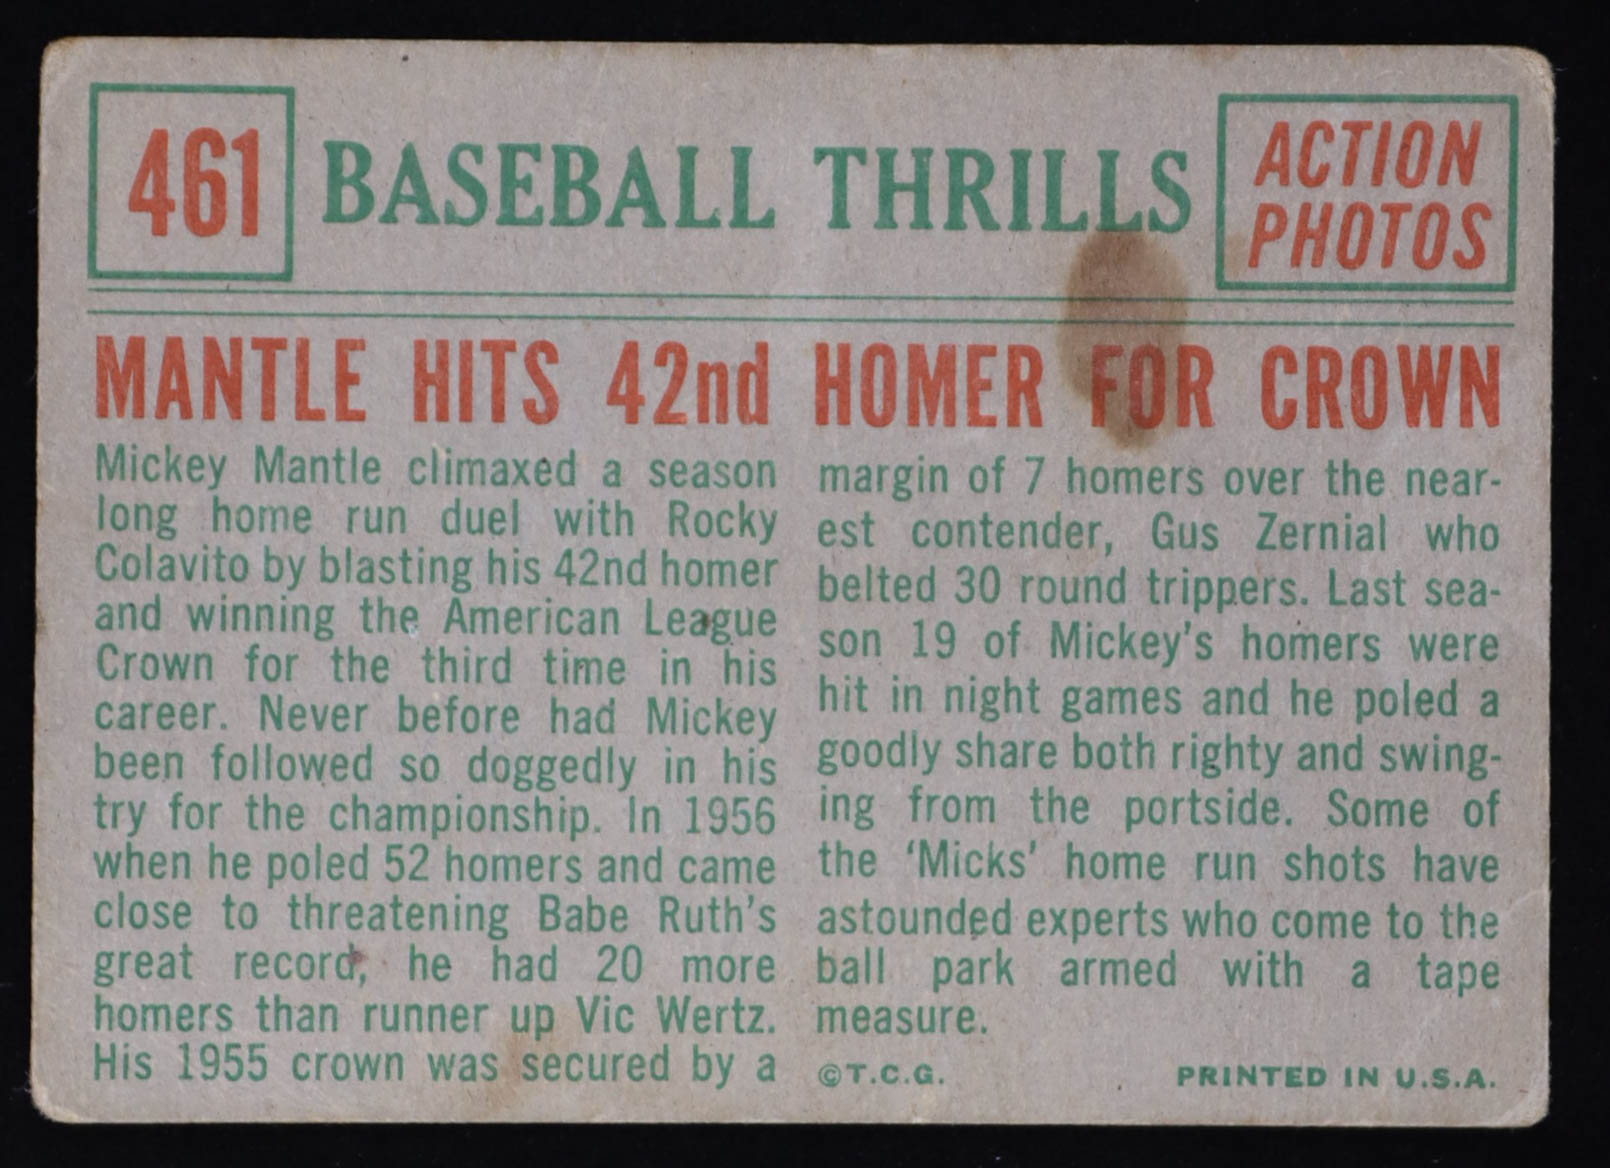 461
BASEBALL THRILLS
ACTION
PHOTOS
MANTLE HITS 42nd HOMER FOR CROWN
Mickey Mantle climaxed a season
long home run duel with Rocky
Colavito by blasting his 42nd homer
and winning the American League
Crown for the third time in his
career. Never before had Mickey
been followed so doggedly in his
try for the championship. In 1956
when he poled 52 homers and came
close to threatening Babe Ruth's
great record, he had 20 more
homers than runner up Vic Wertz.
His 1955 crown was secured by a
margin of 7 homers over the near-
est contender, Gus Zernial who
belted 30 round trippers. Last sea-
son 19 of Mickey's homers were
hit in night games and he poled a
goodly share both righty and swing-
ing from the portside. Some of
the 'Micks' home run shots have
astounded experts who come to the
ball park armed with a tape
measure.
©T.C.G.
PRINTED IN U.S.A.